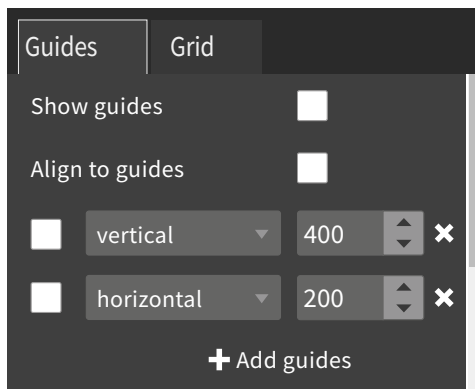 Guides Grid
Show guides
Align to guides
vertical 400
horizontal 200
Add guides